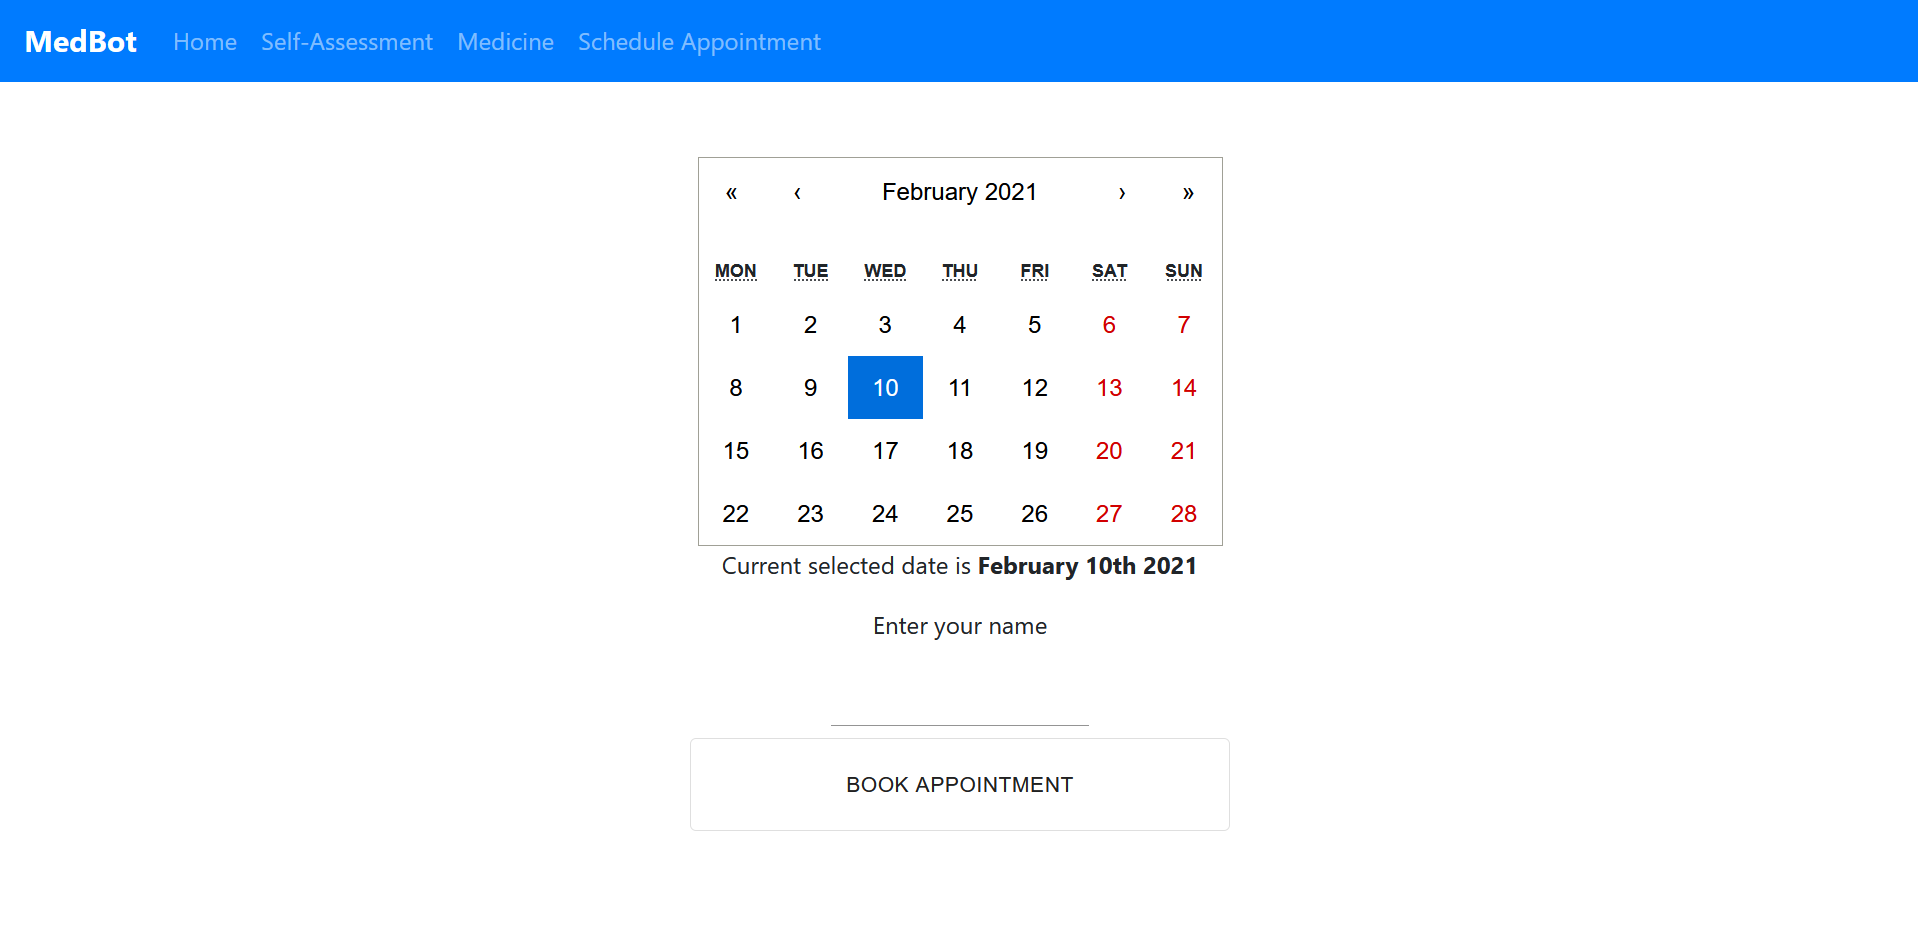 MedBot Home Self-Assessment Medicine Schedule Appointment
« ‹ February 2021 › »
MON TUE WED THU FRI SAT SUN
1 2 3 4 5 6 7
8 9 10 11 12 13 14
15 16 17 18 19 20 21
22 23 24 25 26 27 28
Current selected date is February 10th 2021
Enter your name
BOOK APPOINTMENT